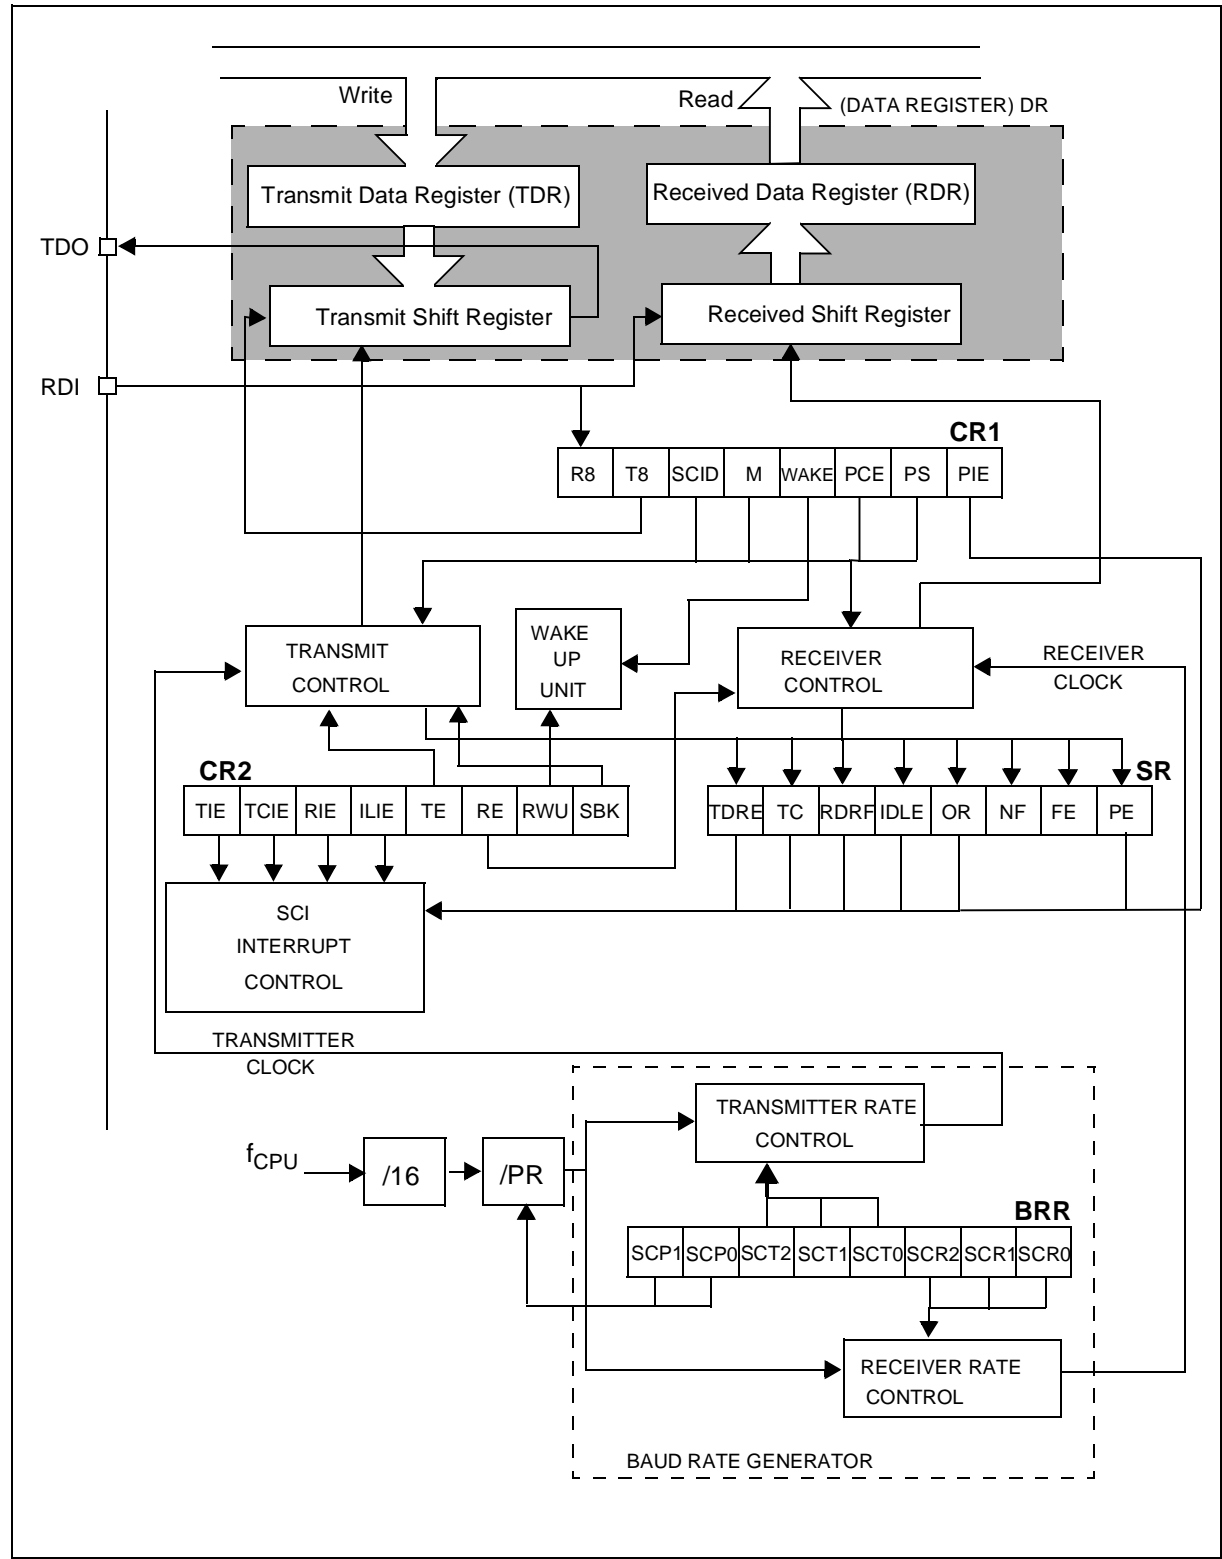 Write
Read
(DATA REGISTER) DR
Transmit Data Register (TDR)
Received Data Register (RDR)
TDO
Transmit Shift Register
Received Shift Register
RDI
CR1
R8 T8 SCID M WAKE PCE PS PIE
TRANSMIT
CONTROL
WAKE
UP
UNIT
RECEIVER
CONTROL
RECEIVER
CLOCK
CR2
SR
TIE TCIE RIE ILIE TE RE RWU SBK
TDRE TC RDRF IDLE OR NF FE PE
SCI
INTERRUPT
CONTROL
TRANSMITTER
CLOCK
TRANSMITTER RATE
CONTROL
fCPU
/16
/PR
BRR
SCP1 SCP0 SCT2 SCT1 SCT0 SCR2 SCR1 SCR0
RECEIVER RATE
CONTROL
BAUD RATE GENERATOR